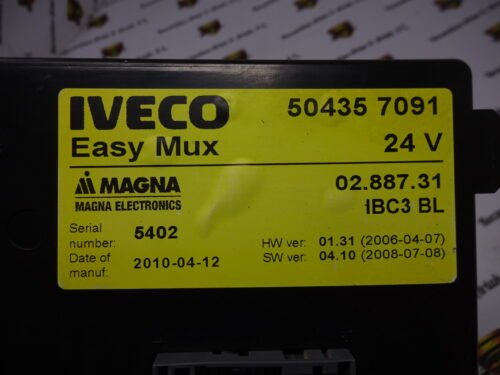 IVECO 50435 7091
Easy Mux 24 V
MAGNA 02.887.31
MAGNA ELECTRONICS IBC3 BL
Serial number: 5402
HW ver: 01.31 (2006-04-07)
Date of manuf: 2010-04-12
SW ver: 04.10 (2008-07-08)